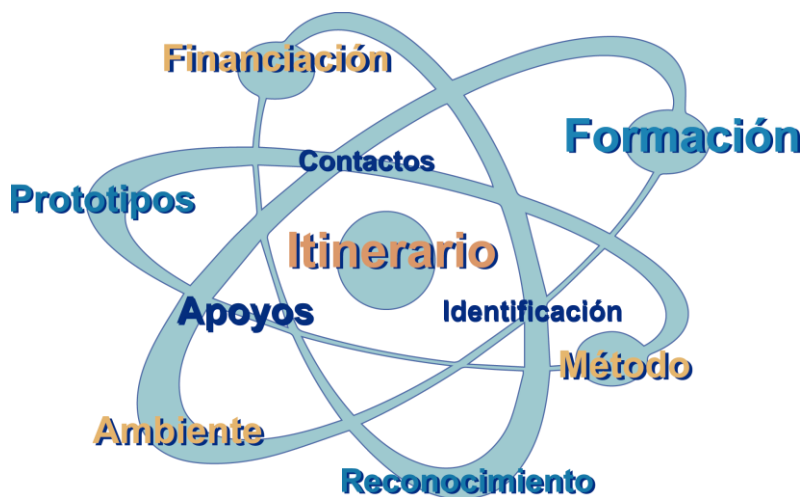 Financiación
Formación
Contactos
Prototipos
Itinerario
Apoyos
Identificación
Método
Ambiente
Reconocimiento